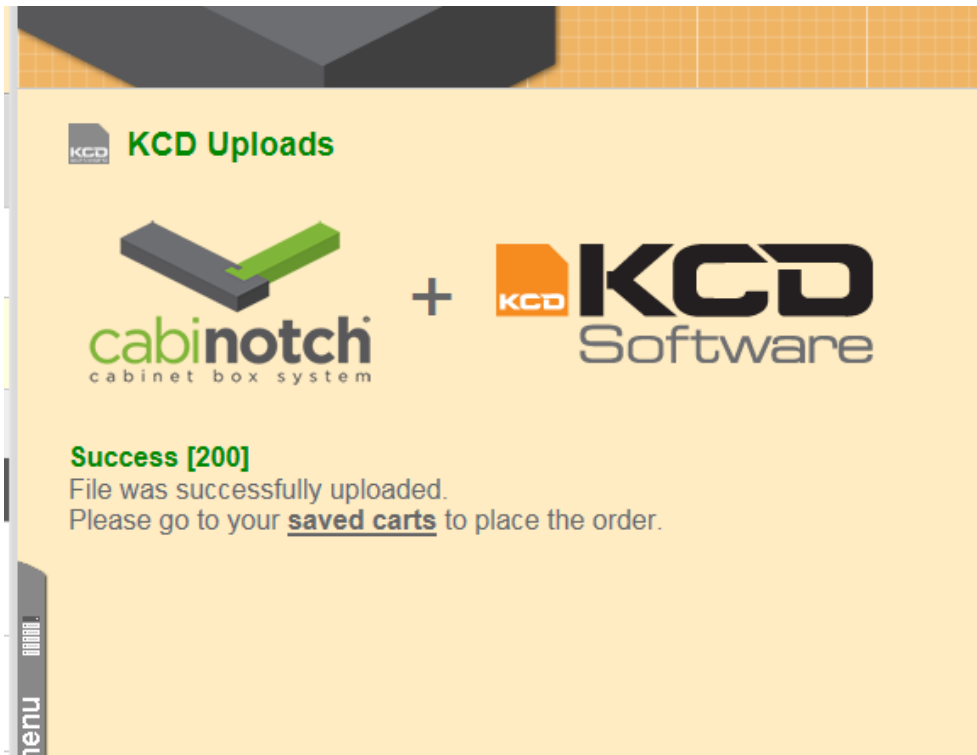 KCD
KCD Uploads
cabinotch
cabinet box system
+
KCD
KCD
Software
Success [200]
File was successfully uploaded.
Please go to your saved carts to place the order.